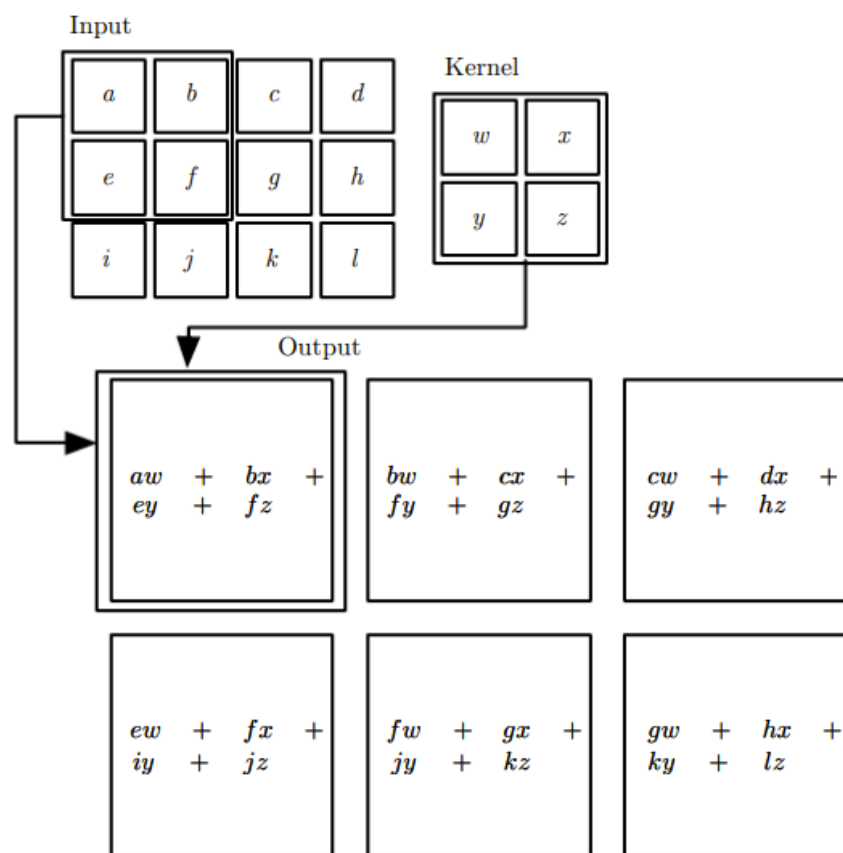 Input
Kernel
a b c d
w x
e f g h
y z
i j k l
Output
aw + bx +
ey + fz
bw + cx +
fy + gz
cw + dx +
gy + hz
ew + fx +
iy + jz
fw + gx +
jy + kz
gw + hx +
ky + lz